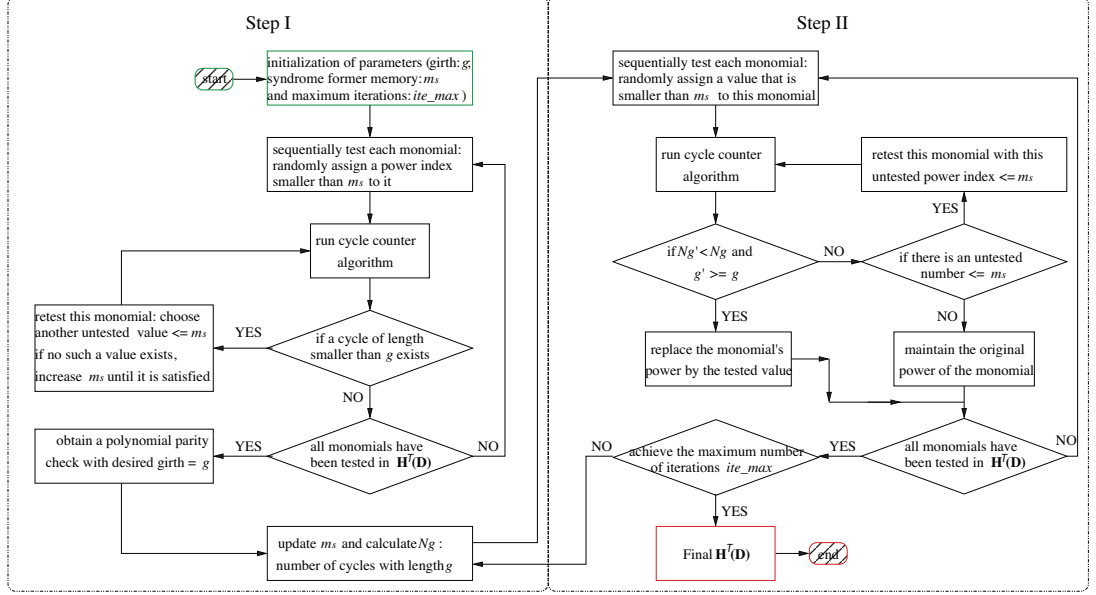 Step I
start
initialization of parameters (girth: g,
syndrome former memory: ms
and maximum iterations: ite_max )
sequentially test each monomial:
randomly assign a power index
smaller than ms to it
run cycle counter
algorithm
if a cycle of length
smaller than g exists
YES
retest this monomial: choose
another untested value <= ms
if no such a value exists,
increase ms until it is satisfied
NO
all monomials have
been tested in H^T(D)
NO
YES
obtain a polynomial parity
check with desired girth = g
update ms and calculate Ng :
number of cycles with length g
Step II
sequentially test each monomial:
randomly assign a value that is
smaller than ms to this monomial
run cycle counter
algorithm
retest this monomial with this
untested power index <= ms
YES
if Ng' < Ng and
g' >= g
NO
if there is an untested
number <= ms
YES
NO
replace the monomial's
power by the tested value
maintain the original
power of the monomial
all monomials have
been tested in H^T(D)
NO
YES
achieve the maximum number
of iterations ite_max
NO
YES
Final H^T(D)
end